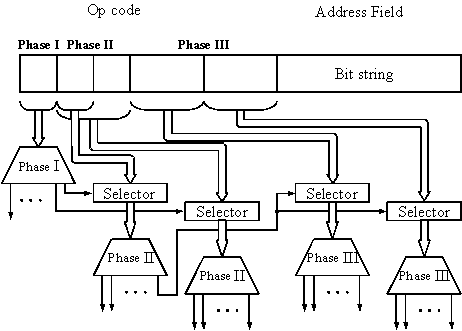 Op code Address Field
Phase I Phase II Phase III
Bit string
Phase I
Selector Selector
Selector Selector
Phase II Phase III
Phase II Phase III